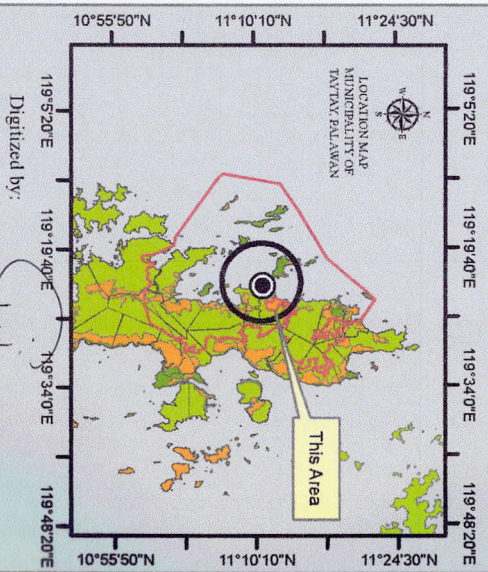 10°55'50"N 11°10'10"N 11°24'30"N
119°5'20"E
119°19'40"E
119°34'0"E
119°48'20"E
N
W
E
S
LOCATION MAP
MUNICIPALITY OF
TAYTAY, PALAWAN
119°5'20"E
119°19'40"E
119°34'0"E
119°48'20"E
This Area
10°55'50"N 11°10'10"N 11°24'30"N
Digitized by: